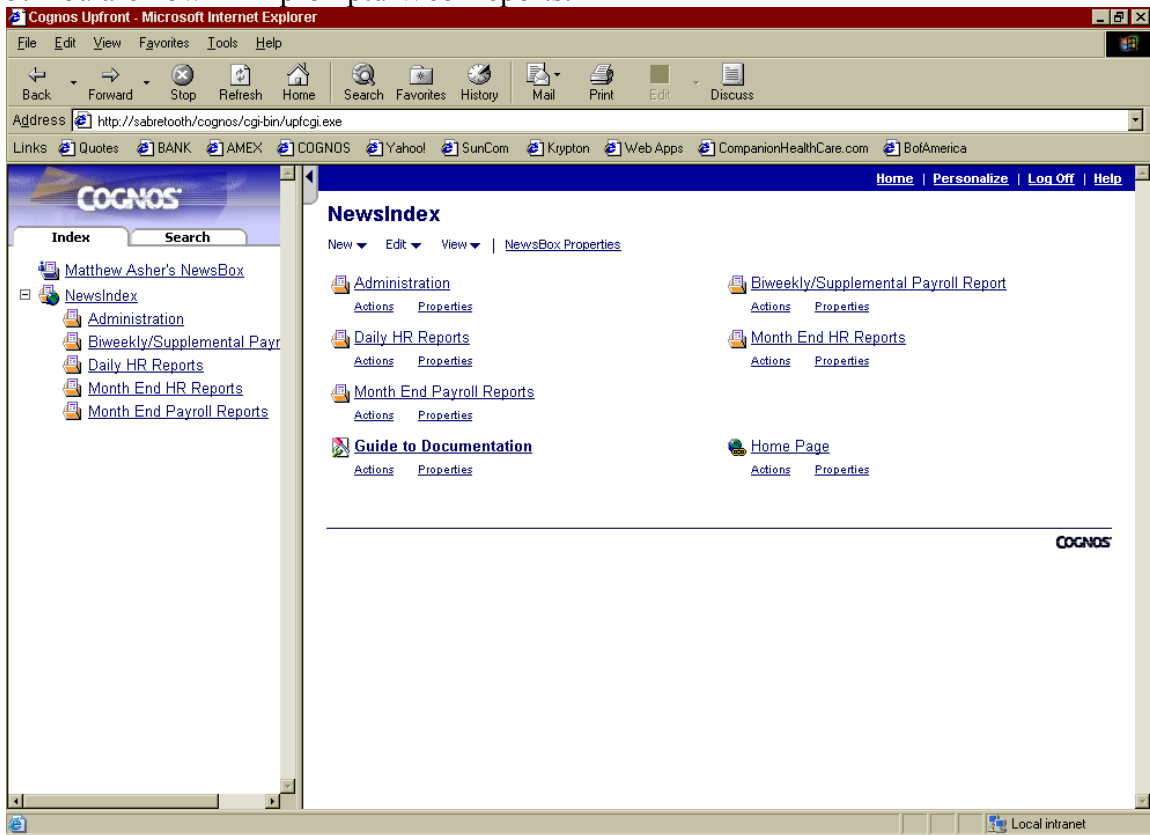 Cognos Upfront - Microsoft Internet Explorer
File Edit View Favorites Tools Help
Back Forward Stop Refresh Home Search Favorites History Mail Print Edit Discuss
Address http://sabretooth/cognos/cgi-bin/upfcgi.exe
Links Quotes BANK AMEX COGNOS Yahoo! SunCom Krypton Web Apps CompanionHealthCare.com BofAmerica
COGNOS
Index Search
Matthew Asher's NewsBox
NewsIndex
Administration
Biweekly/Supplemental Payr
Daily HR Reports
Month End HR Reports
Month End Payroll Reports
Home | Personalize | Log Off | Help
NewsIndex
New Edit View | NewsBox Properties
Administration Biweekly/Supplemental Payroll Report
Actions Properties Actions Properties
Daily HR Reports Month End HR Reports
Actions Properties Actions Properties
Month End Payroll Reports
Actions Properties
Guide to Documentation Home Page
Actions Properties Actions Properties
COGNOS
Local intranet